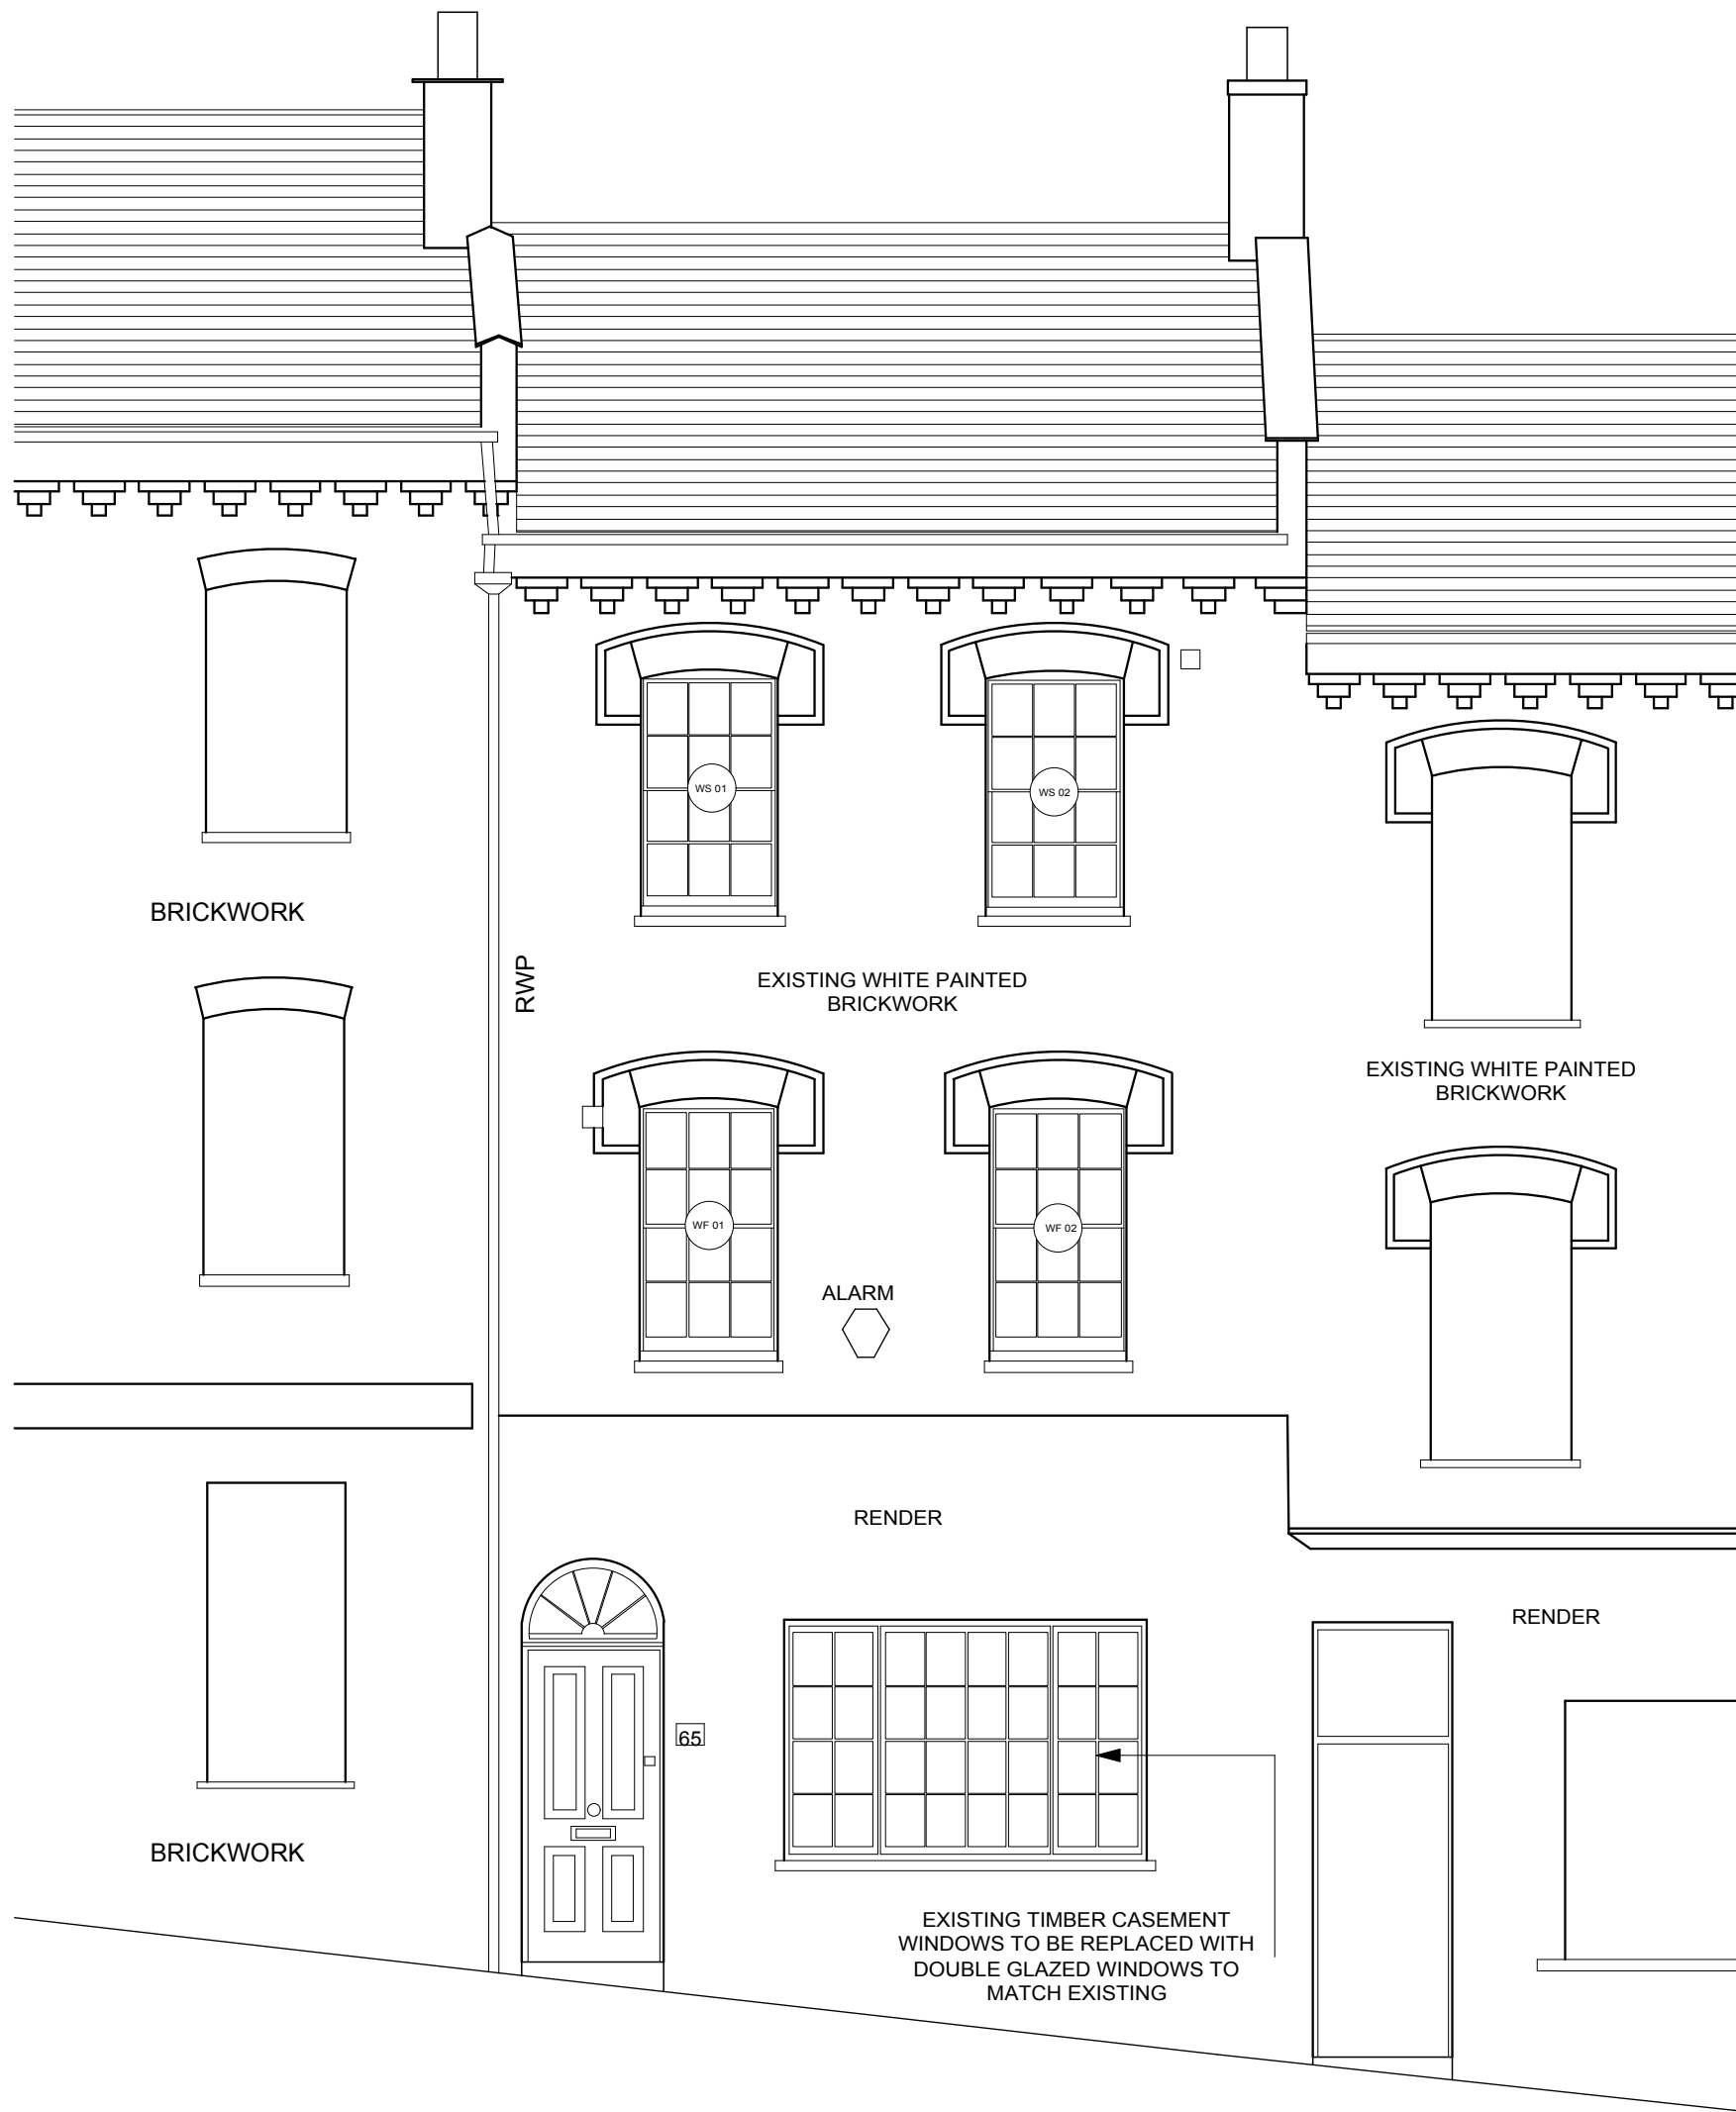 WS 01
WS 02
BRICKWORK
RWP
EXISTING WHITE PAINTED
BRICKWORK
EXISTING WHITE PAINTED
BRICKWORK
WF 01
WF 02
ALARM
RENDER
RENDER
65
BRICKWORK
EXISTING TIMBER CASEMENT
WINDOWS TO BE REPLACED WITH
DOUBLE GLAZED WINDOWS TO
MATCH EXISTING